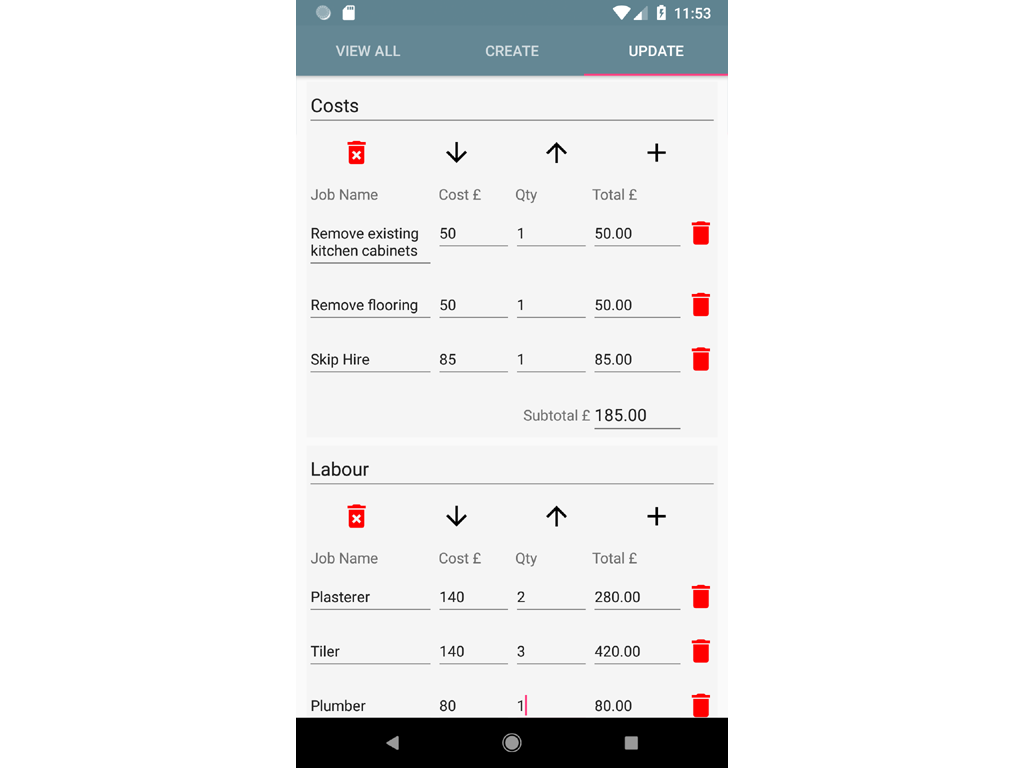 11:53
VIEW ALL CREATE UPDATE
Costs
Job Name Cost £ Qty Total £
Remove existing
kitchen cabinets 50 1 50.00
Remove flooring 50 1 50.00
Skip Hire 85 1 85.00
Subtotal £ 185.00
Labour
Job Name Cost £ Qty Total £
Plasterer 140 2 280.00
Tiler 140 3 420.00
Plumber 80 1 80.00